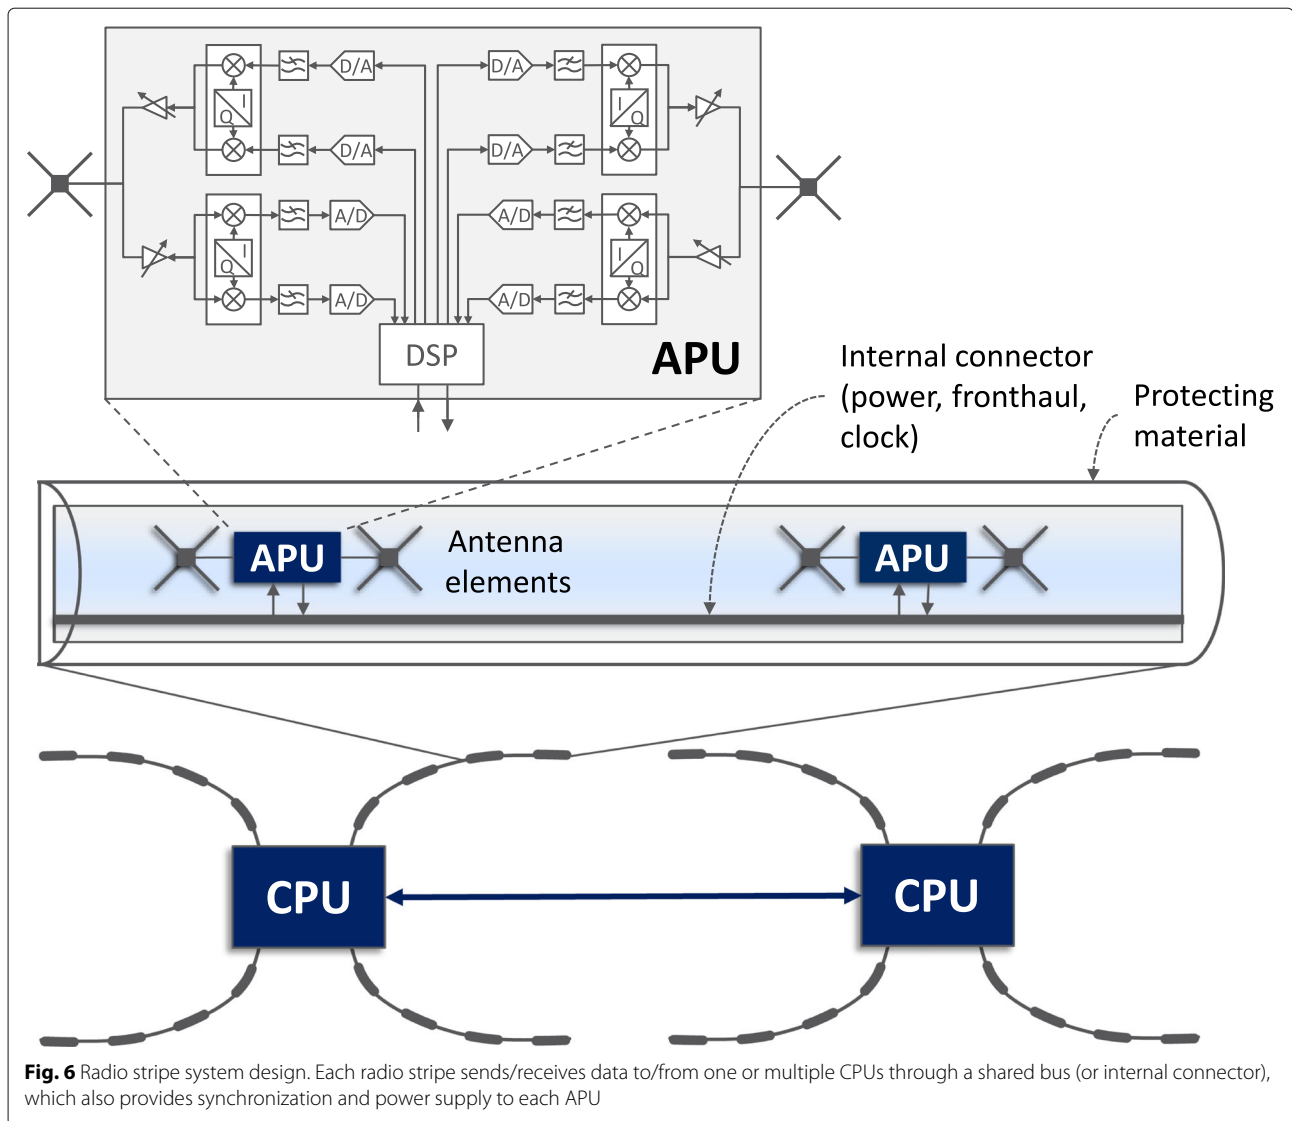 D/A
D/A
I
Q
I
Q
D/A
D/A
A/D
A/D
I
Q
I
Q
A/D
A/D
DSP
APU
Internal connector
(power, fronthaul,
clock)
Protecting
material
APU
Antenna
elements
APU
CPU
CPU
Fig. 6 Radio stripe system design. Each radio stripe sends/receives data to/from one or multiple CPUs through a shared bus (or internal connector),
which also provides synchronization and power supply to each APU